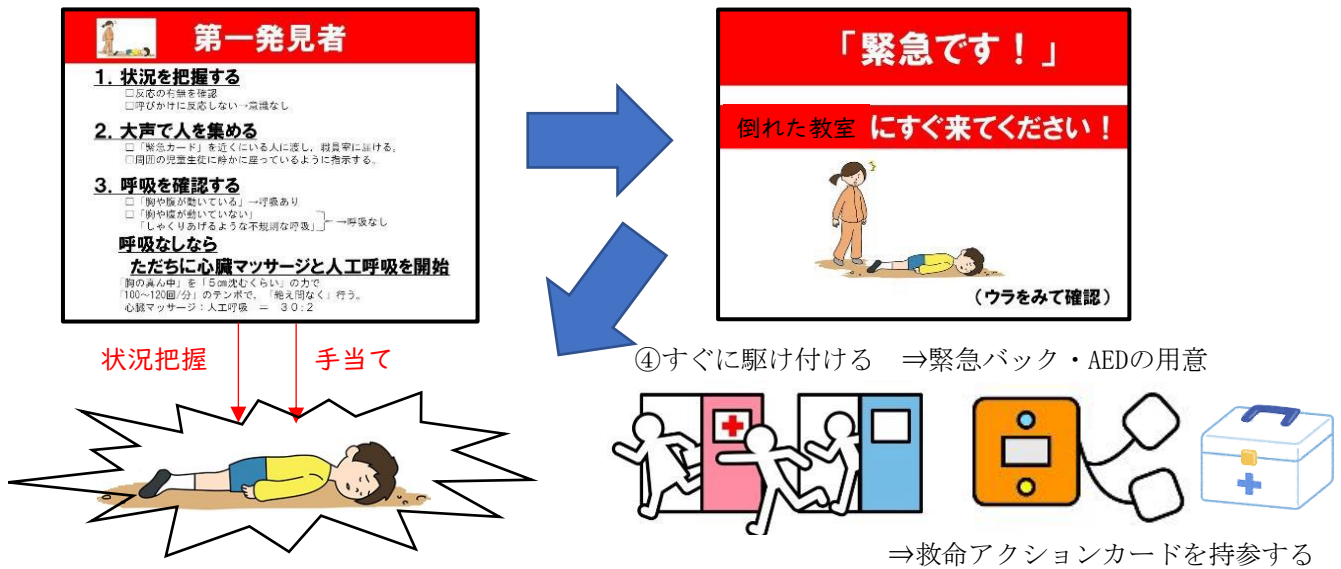 第一発見者
1. 状況を把握する
□反応の有無を確認
□呼びかけに反応しない→意識なし
2. 大声で人を集める
□「緊急カード」を近くにいる人に渡し，職員室に届ける。
□周囲の児童生徒に静かに座っているように指示する。
3. 呼吸を確認する
□「胸や腹が動いている」→呼吸あり
□「胸や腹が動いていない」
「しゃくりあげるような不規則な呼吸」 →呼吸なし
呼吸なしなら
ただちに心臓マッサージと人工呼吸を開始
「胸の真ん中」を「5㎝沈むくらい」の力で
「100～120回/分」のテンポで，「絶え間なく」行う。
心臓マッサージ：人工呼吸 ＝ 30：2
状況把握
手当て
「緊急です！」
倒れた教室 にすぐ来てください！
（ウラをみて確認）
④すぐに駆け付ける ⇒緊急バック・AEDの用意
⇒救命アクションカードを持参する